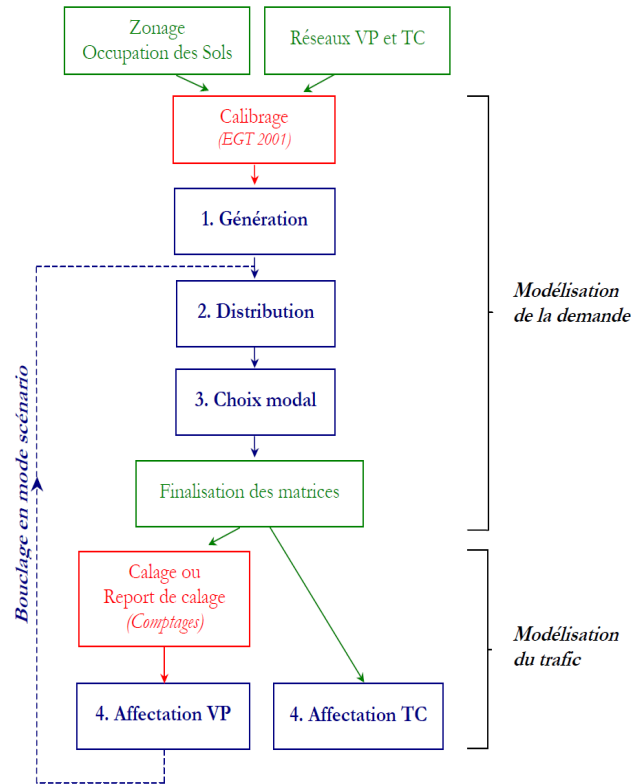 Zonage
Occupation des Sols
Réseaux VP et TC
Calibrage
(EGT 2001)
1. Génération
2. Distribution
3. Choix modal
Finalisation des matrices
Modélisation
de la demande
Bouclage en mode scénario
Calage ou
Report de calage
(Comptages)
4. Affectation VP
4. Affectation TC
Modélisation
du trafic